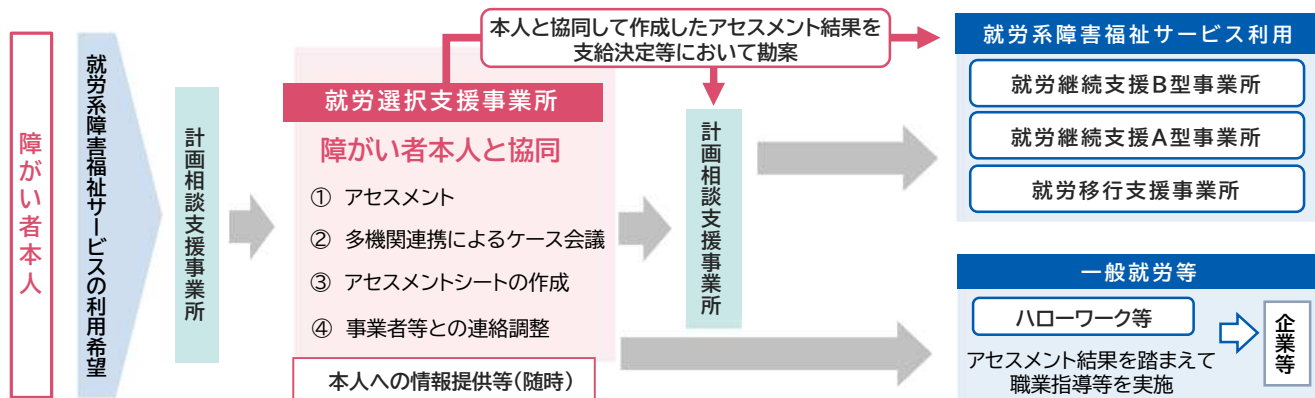 障がい者本人
就労系障害福祉サービスの利用希望
計画相談支援事業所
本人と協同して作成したアセスメント結果を
支給決定等において勘案
就労選択支援事業所
障がい者本人と協同
① アセスメント
② 多機関連携によるケース会議
③ アセスメントシートの作成
④ 事業者等との連絡調整
本人への情報提供等(随時)
計画相談支援事業所
就労系障害福祉サービス利用
就労継続支援B型事業所
就労継続支援A型事業所
就労移行支援事業所
一般就労等
ハローワーク等
アセスメント結果を踏まえて
職業指導等を実施
企業等